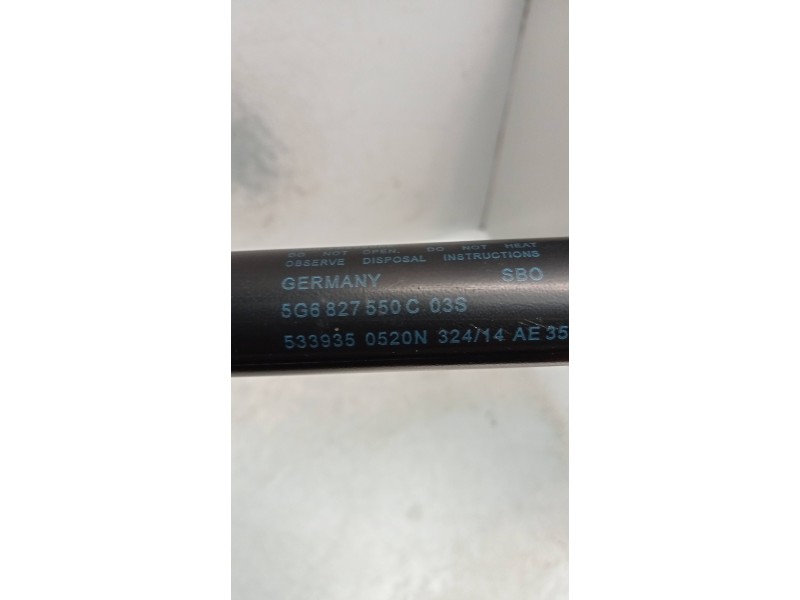 DO NOT OPEN. DO NOT HEAT
OBSERVE DISPOSAL INSTRUCTIONS
GERMANY SBO
5G6 827 550 C 03S
533935 0520N 324/14 AE 35